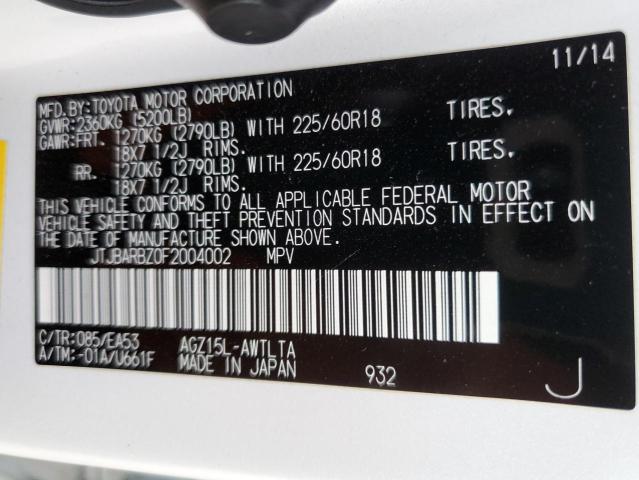 11/14
MFD.BY:TOYOTA MOTOR CORPORATION
GVWR:2360KG (5200LB)
GAWR:FRT. 1270KG (2790LB) WITH 225/60R18 TIRES.
18X7 1/2J RIMS.
RR. 1270KG (2790LB) WITH 225/60R18 TIRES.
18X7 1/2J RIMS.
THIS VEHICLE CONFORMS TO ALL APPLICABLE FEDERAL MOTOR
VEHICLE SAFETY AND THEFT PREVENTION STANDARDS IN EFFECT ON
THE DATE OF MANUFACTURE SHOWN ABOVE.
JTJBARBZ0F2004002 MPV
C/TR:085/EA53 AGZ15L-AWTLTA
A/TM:-01A/U661F MADE IN JAPAN
932 J